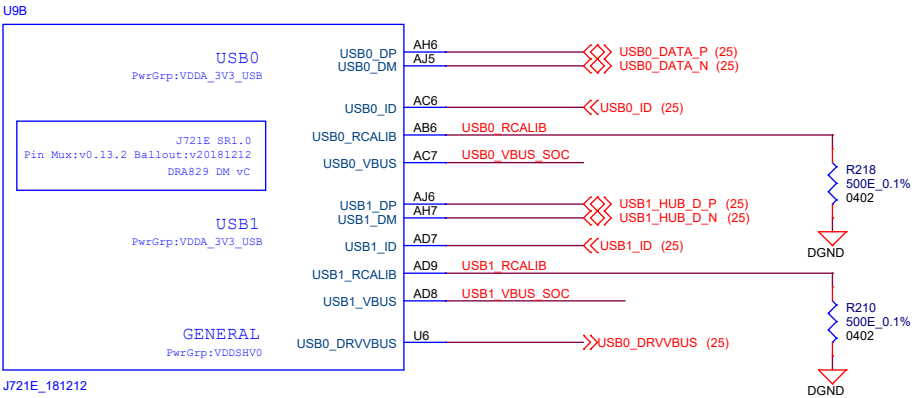 U9B
USB0
PwrGrp:VDDA_3V3_USB
USB0_DP AH6 USB0_DATA_P (25)
USB0_DM AJ5 USB0_DATA_N (25)
USB0_ID AC6 USB0_ID (25)
USB0_RCALIB AB6 USB0_RCALIB
USB0_VBUS AC7 USB0_VBUS_SOC
J721E SR1.0
Pin Mux:v0.13.2 Ballout:v20181212
DRA829 DM vC
R218
500E_0.1%
0402
DGND
USB1
PwrGrp:VDDA_3V3_USB
USB1_DP AJ6 USB1_HUB_D_P (25)
USB1_DM AH7 USB1_HUB_D_N (25)
USB1_ID AD7 USB1_ID (25)
USB1_RCALIB AD9 USB1_RCALIB
USB1_VBUS AD8 USB1_VBUS_SOC
R210
500E_0.1%
0402
DGND
GENERAL
PwrGrp:VDDSHV0
USB0_DRVVBUS U6 USB0_DRVVBUS (25)
J721E_181212